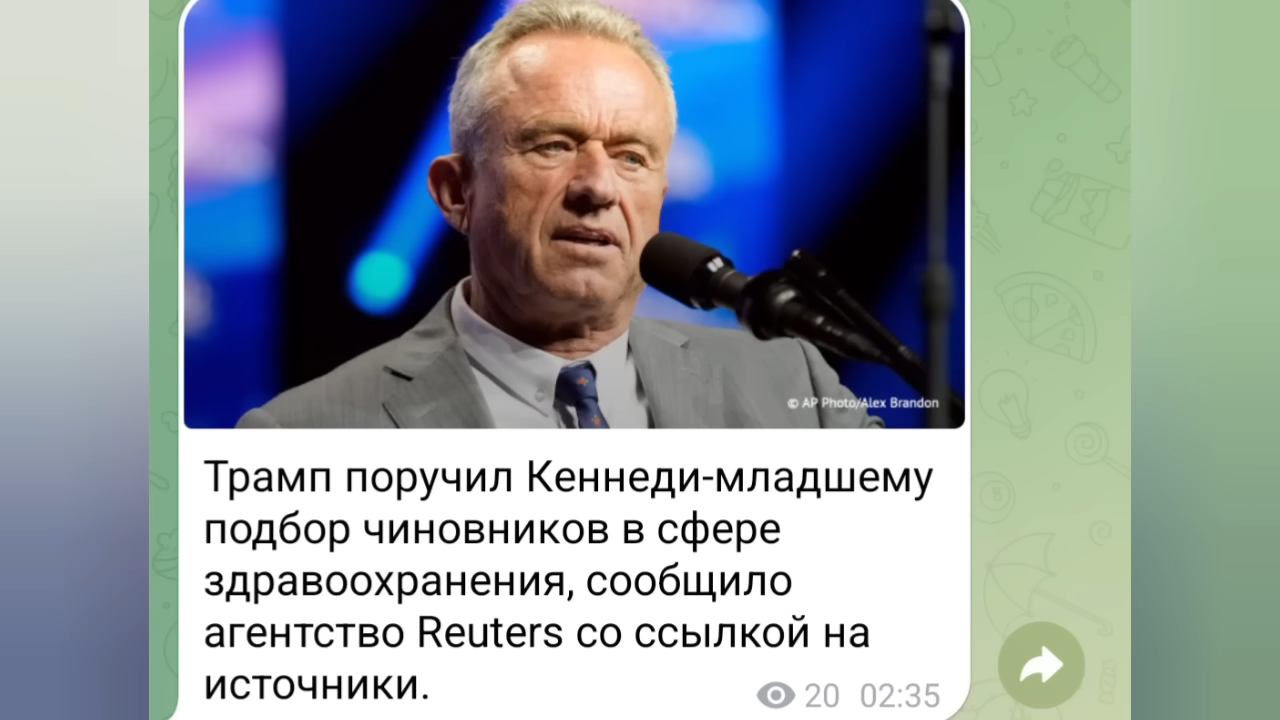 © AP Photo/Alex Brandon
Трамп поручил Кеннеди-младшему
подбор чиновников в сфере
здравоохранения, сообщило
агентство Reuters со ссылкой на
источники.
20 02:35